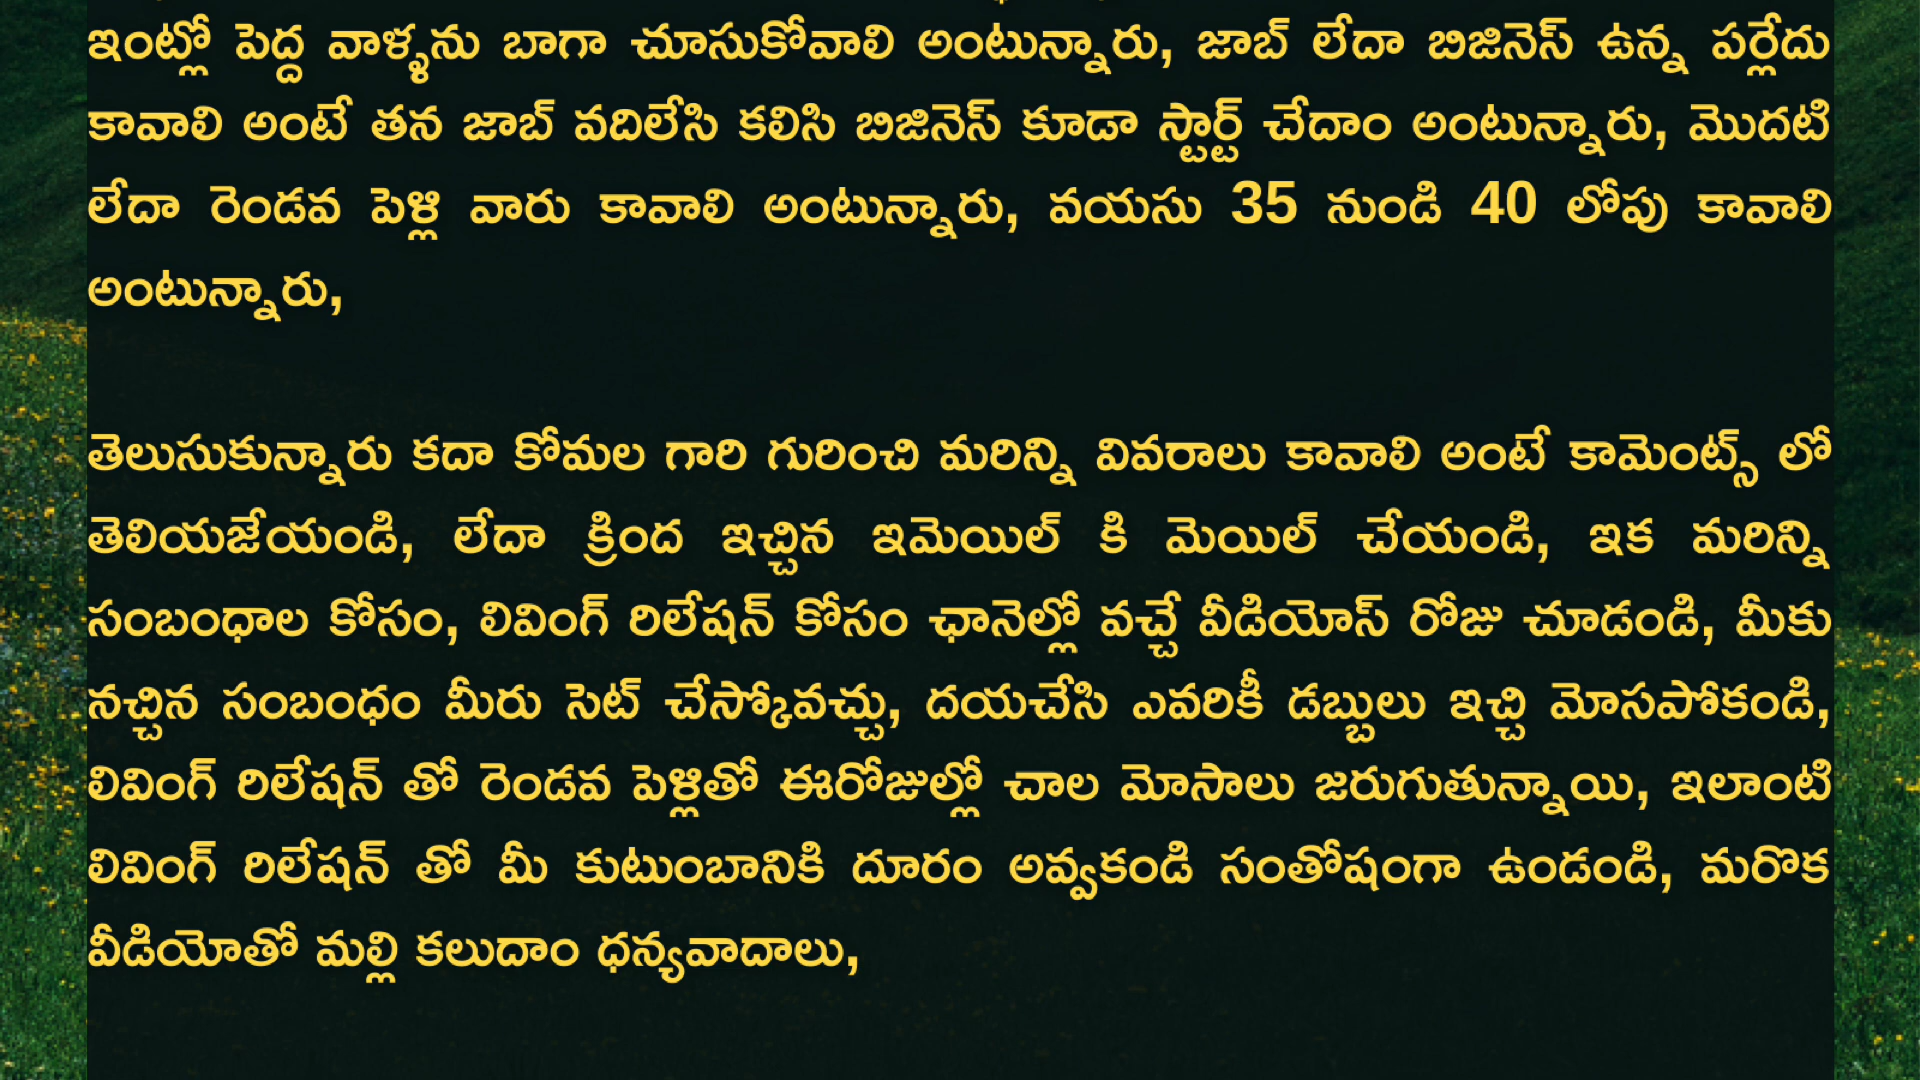 ఇంట్లో పెద్ద వాళ్ళను బాగా చూసుకోవాలి అంటున్నారు, జాబ్ లేదా బిజినెస్ ఉన్న పర్లేదు
కావాలి అంటే తన జాబ్ వదిలేసి కలిసి బిజినెస్ కూడా స్టార్ట్ చేదాం అంటున్నారు, మొదటి
లేదా రెండవ పెళ్లి వారు కావాలి అంటున్నారు, వయసు 35 నుండి 40 లోపు కావాలి
అంటున్నారు,
తెలుసుకున్నారు కదా కోమల గారి గురించి మరిన్ని వివరాలు కావాలి అంటే కామెంట్స్ లో
తెలియజేయండి, లేదా క్రింద ఇచ్చిన ఇమెయిల్ కి మెయిల్ చేయండి, ఇక మరిన్ని
సంబంధాల కోసం, లివింగ్ రిలేషన్ కోసం ఛానెల్లో వచ్చే వీడియోస్ రోజు చూడండి, మీకు
నచ్చిన సంబంధం మీరు సెట్ చేస్కోవచ్చు, దయచేసి ఎవరికీ డబ్బులు ఇచ్చి మోసపోకండి,
లివింగ్ రిలేషన్ తో రెండవ పెళ్లితో ఈరోజుల్లో చాల మోసాలు జరుగుతున్నాయి, ఇలాంటి
లివింగ్ రిలేషన్ తో మీ కుటుంబానికి దూరం అవ్వకండి సంతోషంగా ఉండండి, మరొక
వీడియోతో మల్లి కలుదాం ధన్యవాదాలు,